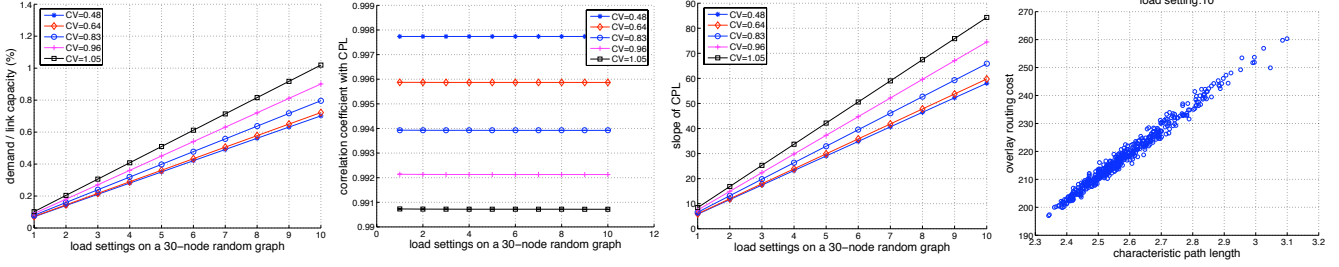 demand / link capacity (%)
1.4
1.2
1
0.8
0.6
0.4
0.2
0
CV=0.48
CV=0.64
CV=0.83
CV=0.96
CV=1.05
1 2 3 4 5 6 7 8 9 10
load settings on a 30-node random graph
correlation coefficient with CPL
0.999
0.998
0.996
0.994
0.992
0.991
0.99
CV=0.48
CV=0.64
CV=0.83
CV=0.96
CV=1.05
2 4 6 8 10 12
load settings on a 30-node random graph
slope of CPL
90
80
70
60
50
40
30
20
10
0
CV=0.48
CV=0.64
CV=0.83
CV=0.96
CV=1.05
1 2 3 4 5 6 7 8 9 10
load settings on a 30-node random graph
load setting:10
overlay routing cost
270
260
250
240
230
220
210
200
190
2.3 2.4 2.5 2.6 2.7 2.8 2.9 3 3.1 3.2
characteristic path length